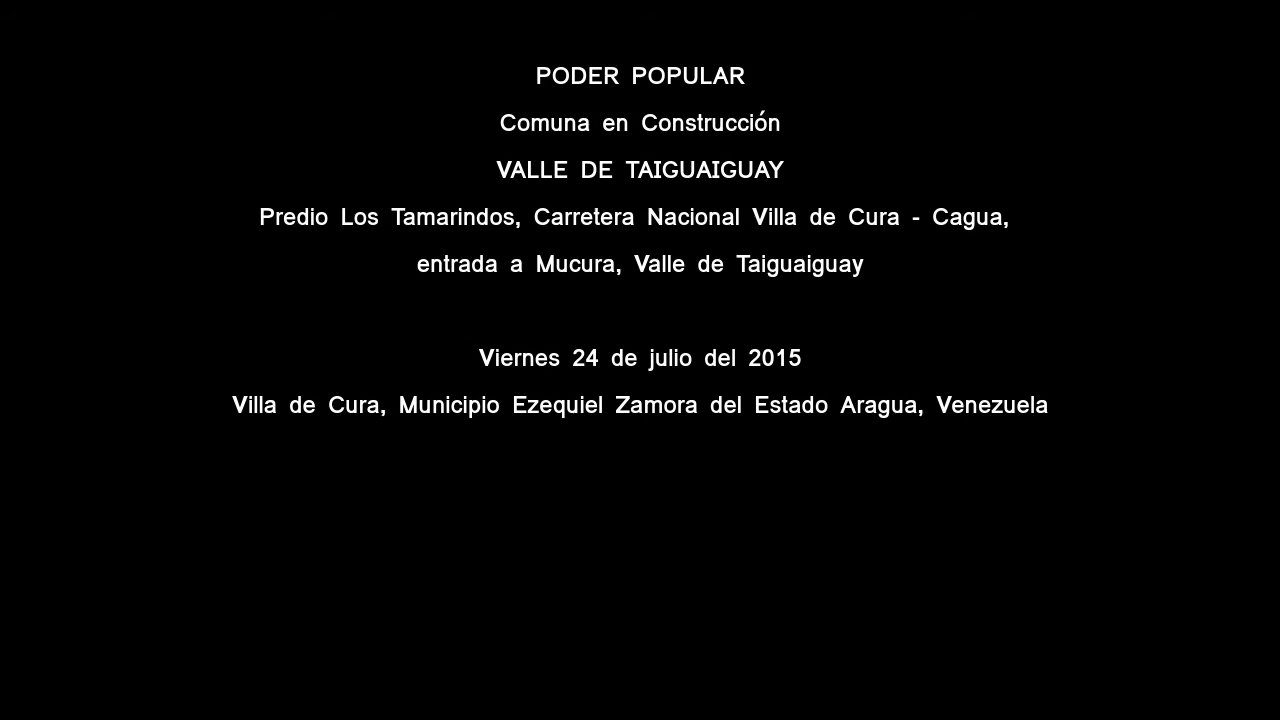 PODER POPULAR
Comuna en Construcción
VALLE DE TAIGUAIGUAY
Predio Los Tamarindos, Carretera Nacional Villa de Cura - Cagua,
entrada a Mucura, Valle de Taiguaiguay
Viernes 24 de julio del 2015
Villa de Cura, Municipio Ezequiel Zamora del Estado Aragua, Venezuela